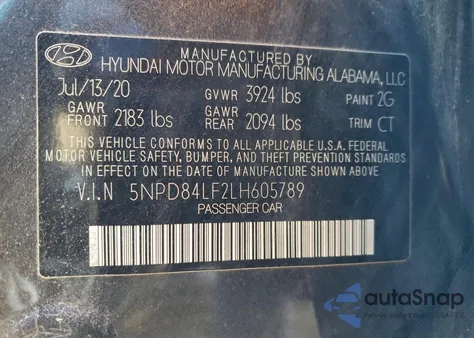 MANUFACTURED BY
HYUNDAI MOTOR MANUFACTURING ALABAMA, LLC
Jul/13/20 GVWR 3924 lbs PAINT 2G
GAWR FRONT 2183 lbs GAWR REAR 2094 lbs TRIM CT
THIS VEHICLE CONFORMS TO ALL APPLICABLE U.S.A. FEDERAL
MOTOR VEHICLE SAFETY, BUMPER, AND THEFT PREVENTION STANDARDS
IN EFFECT ON THE DATE OF MANUFACTURE SHOWN ABOVE.
V.I.N 5NPD84LF2LH605789
PASSENGER CAR
autoSnap